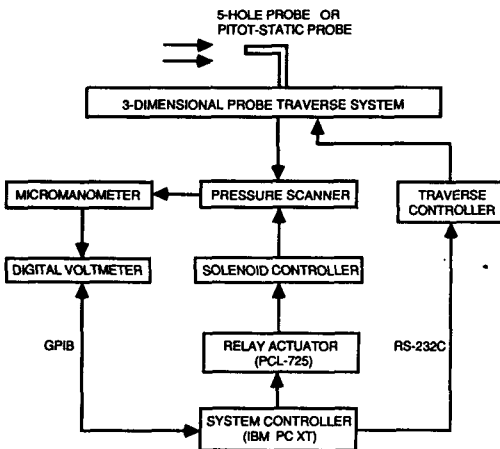 5-HOLE PROBE OR
PITOT-STATIC PROBE
3-DIMENSIONAL PROBE TRAVERSE SYSTEM
MICROMANOMETER
PRESSURE SCANNER
TRAVERSE
CONTROLLER
DIGITAL VOLTMETER
SOLENOID CONTROLLER
GPIB
RELAY ACTUATOR
(PCL-725)
RS-232C
SYSTEM CONTROLLER
(IBM PC XT)